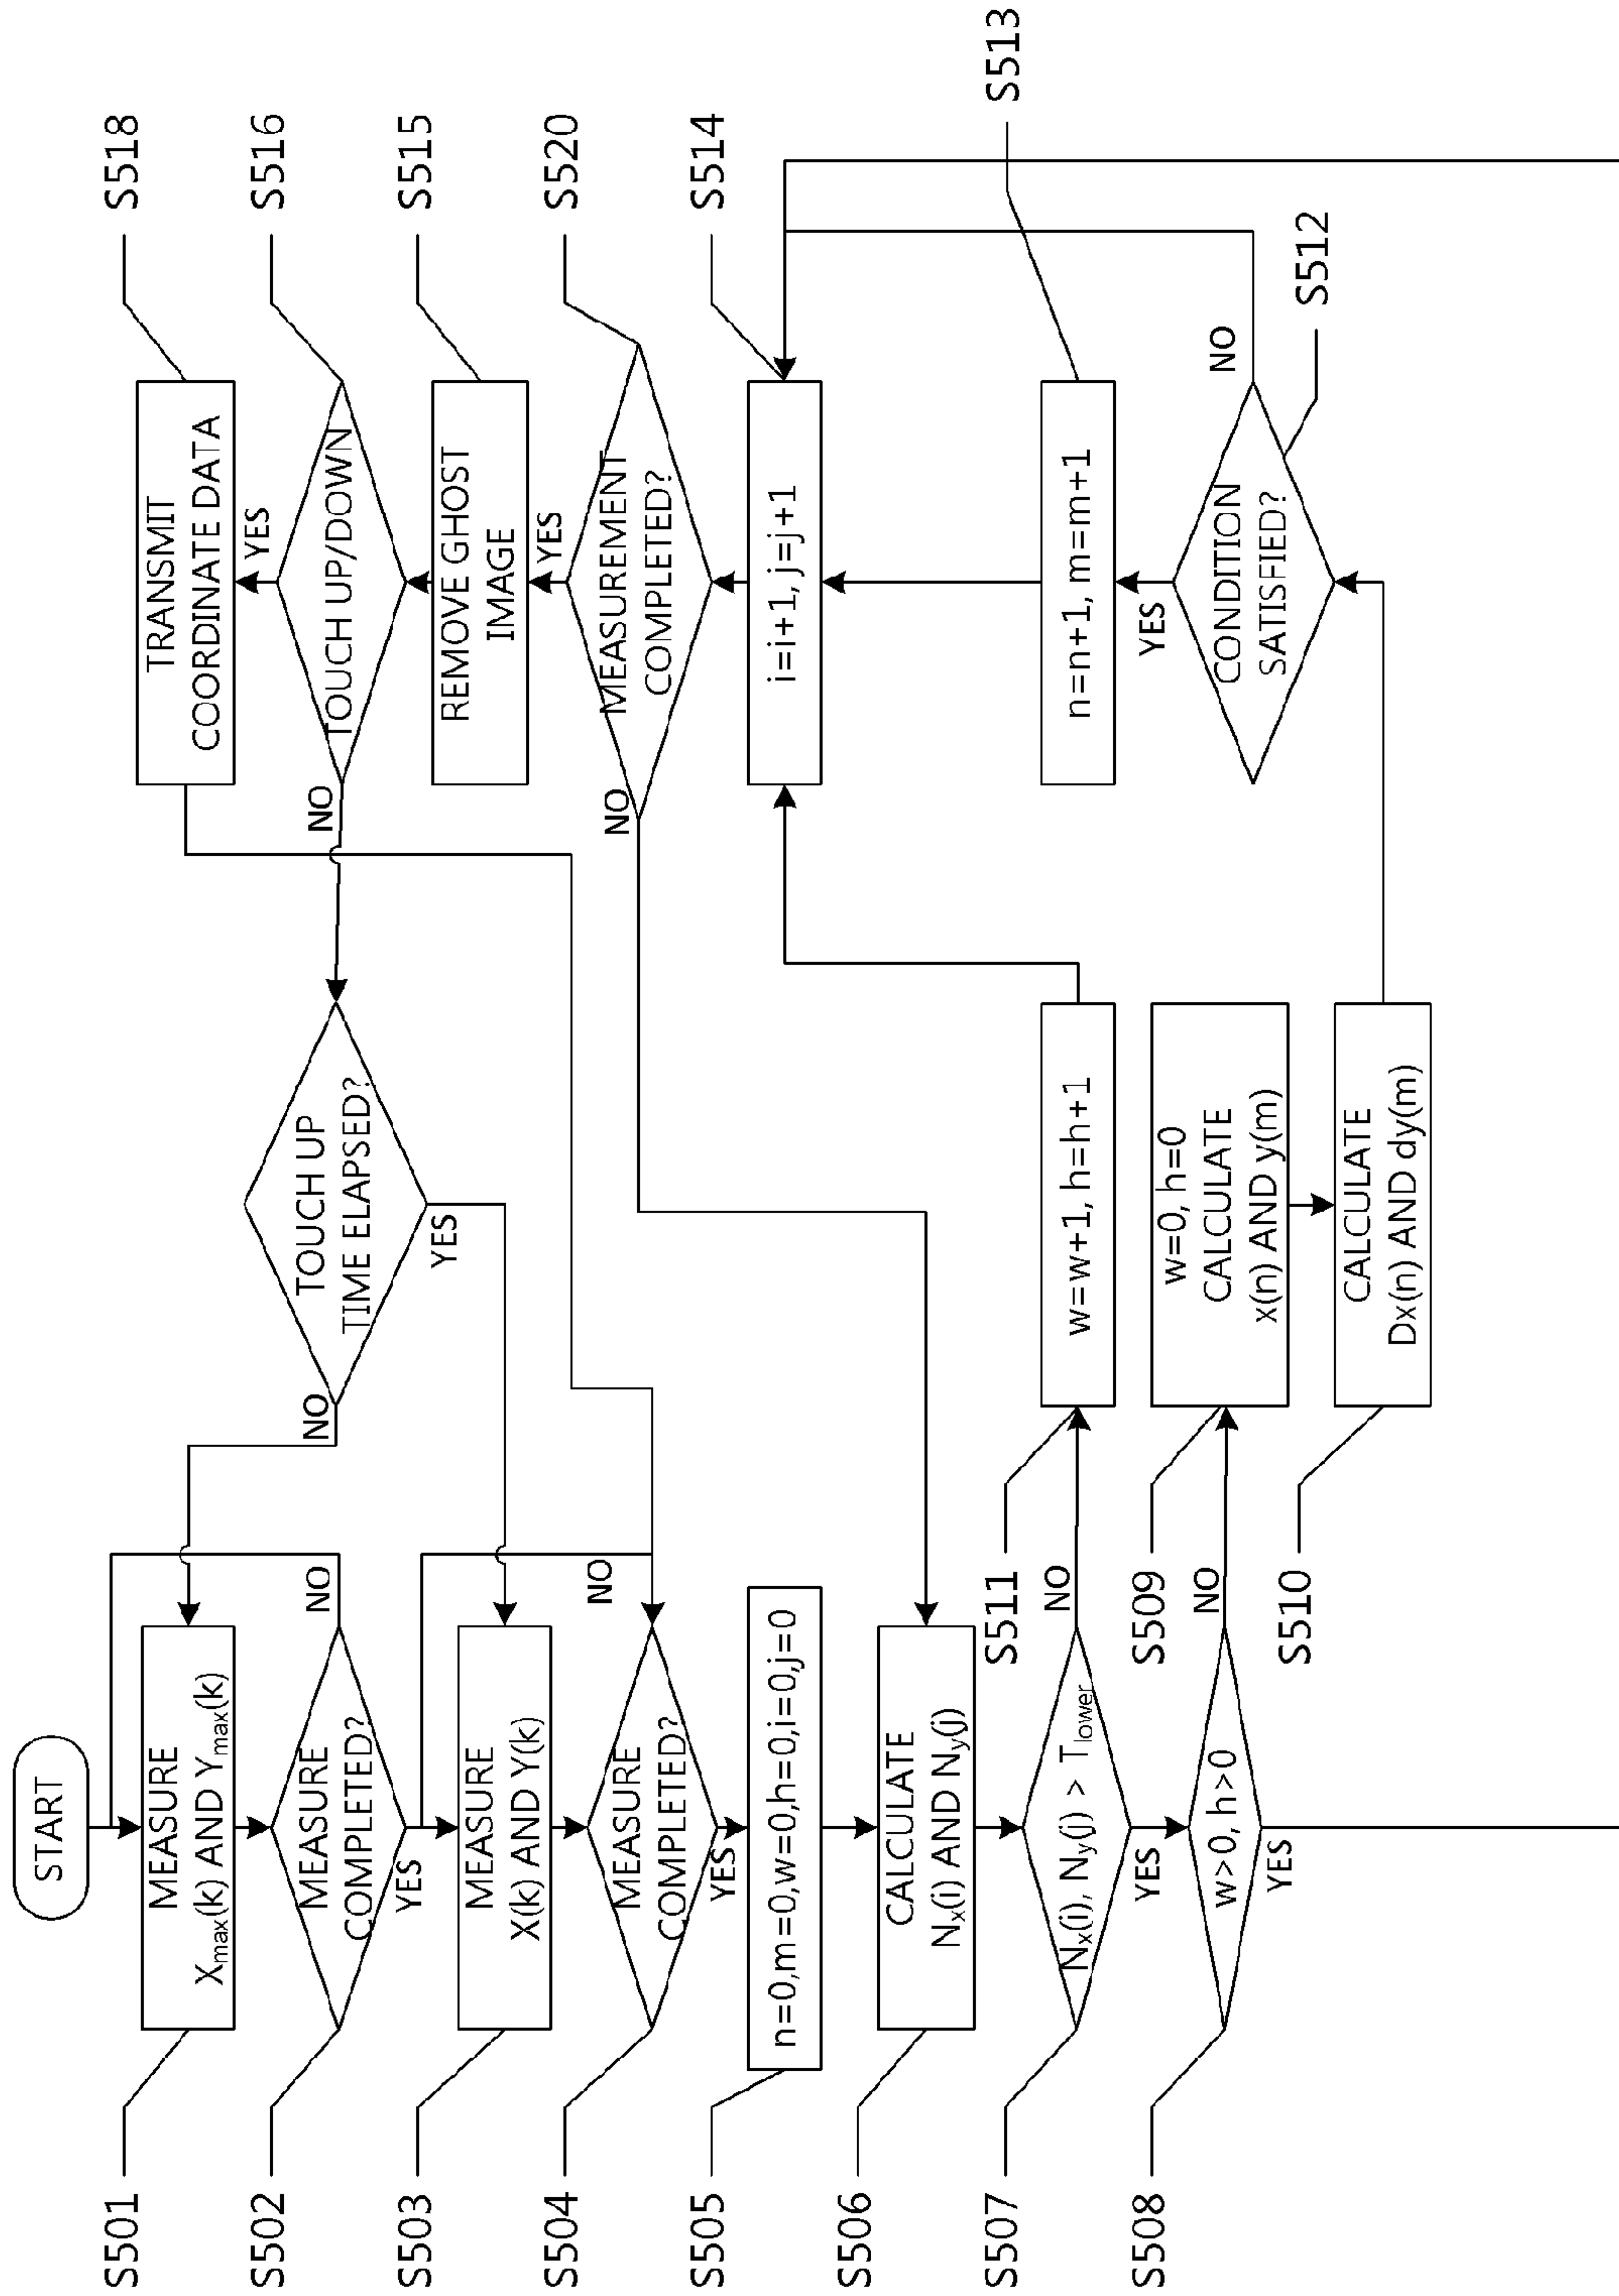 START
S501
MEASURE
Xmax(k) AND Ymax(k)
S502
MEASURE
COMPLETED?
NO
YES
S503
MEASURE
X(k) AND Y(k)
S504
MEASURE
COMPLETED?
NO
YES
S505
n=0,m=0,w=0,h=0,i=0,j=0
S506
CALCULATE
Nx(i) AND Ny(j)
S507
Nx(i), Ny(j) > Tlower
NO
YES
S508
w>0, h>0
NO
YES
TOUCH UP
TIME ELAPSED?
NO
YES
S511
w=w+1, h=h+1
S509
w=0, h=0
CALCULATE
x(n) AND y(m)
S510
CALCULATE
Dx(n) AND dy(m)
TRANSMIT
COORDINATE DATA
S518
YES
TOUCH UP/DOWN
NO
S516
REMOVE GHOST
IMAGE
S515
YES
MEASUREMENT
COMPLETED?
NO
S520
i=i+1, j=j+1
S514
n=n+1, m=m+1
S513
YES
CONDITION
SATISFIED?
NO
S512